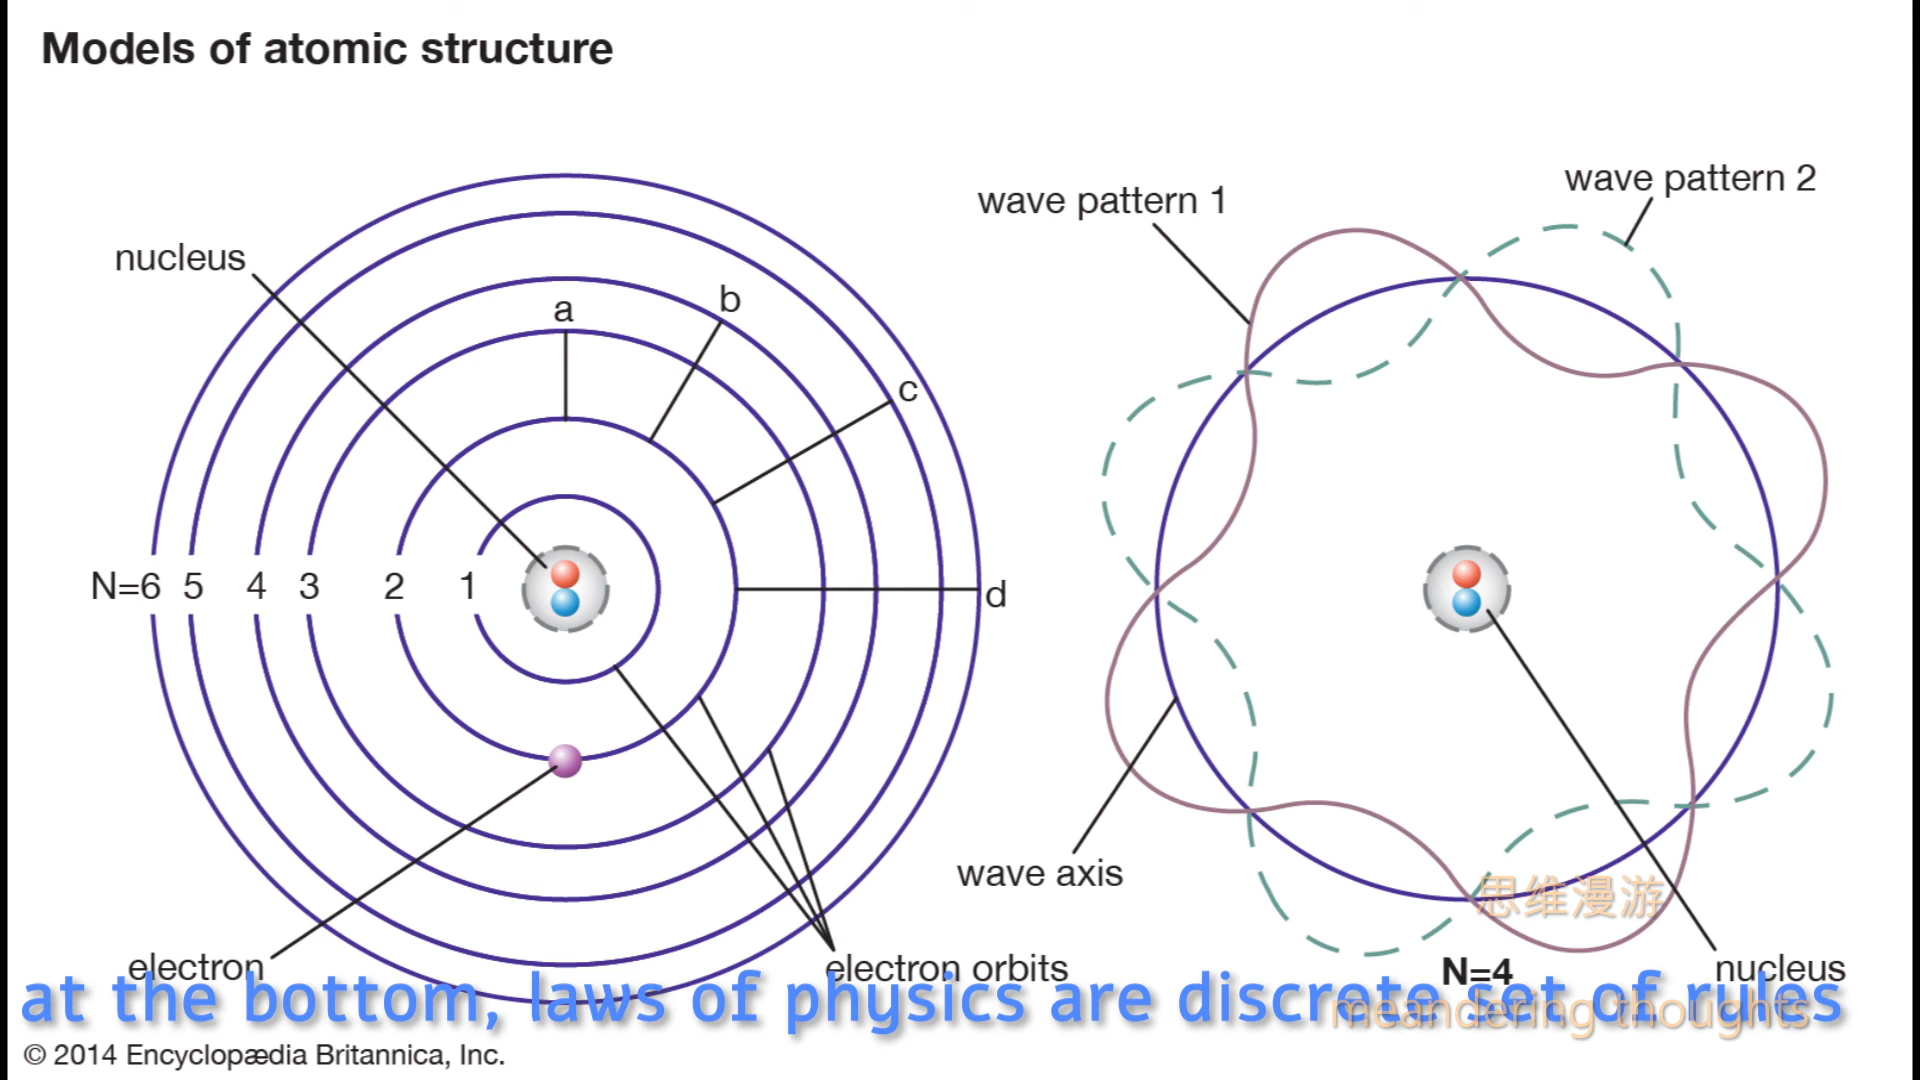 Models of atomic structure
wave pattern 2
wave pattern 1
nucleus
a
b
c
N=6 5 4 3 2 1
d
wave axis
思维漫游
electron
electron orbits
N=4
nucleus
at the bottom, laws of physics are discrete set of rules
meandering thoughts
© 2014 Encyclopædia Britannica, Inc.